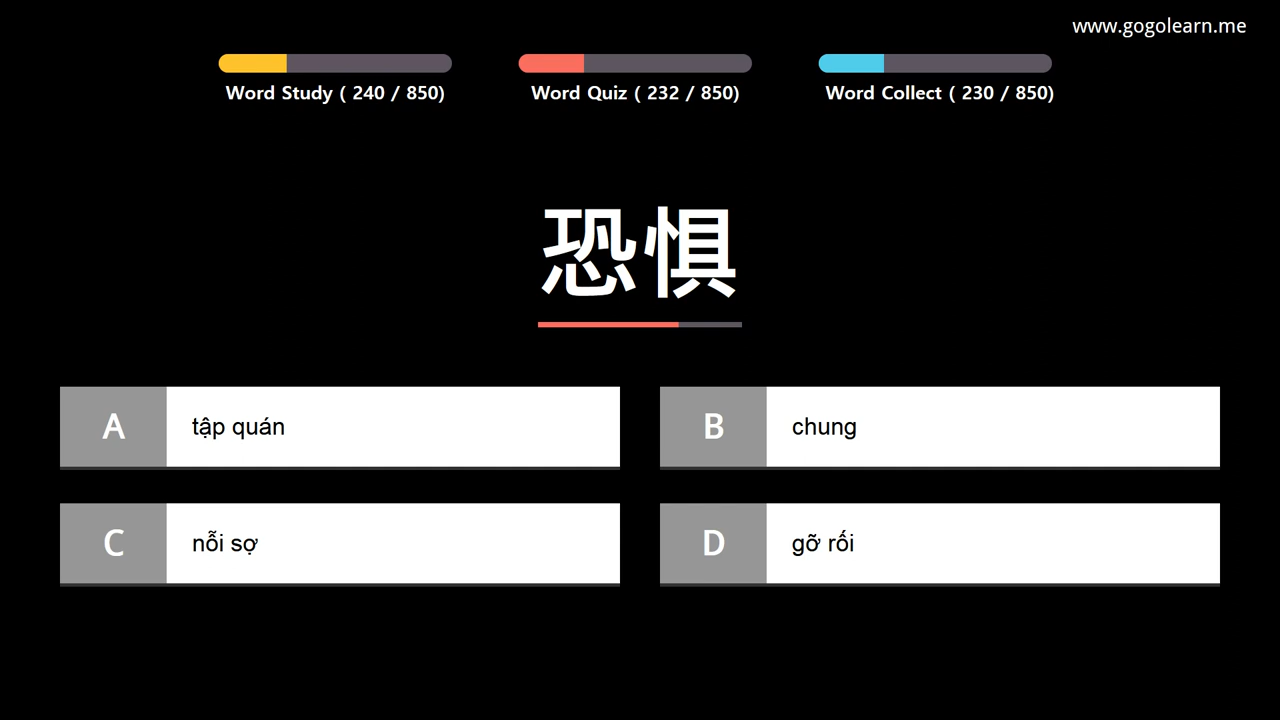 www.gogolearn.me
Word Study ( 240 / 850)
Word Quiz ( 232 / 850)
Word Collect ( 230 / 850)
恐惧
A tập quán
B chung
C nỗi sợ
D gỡ rối